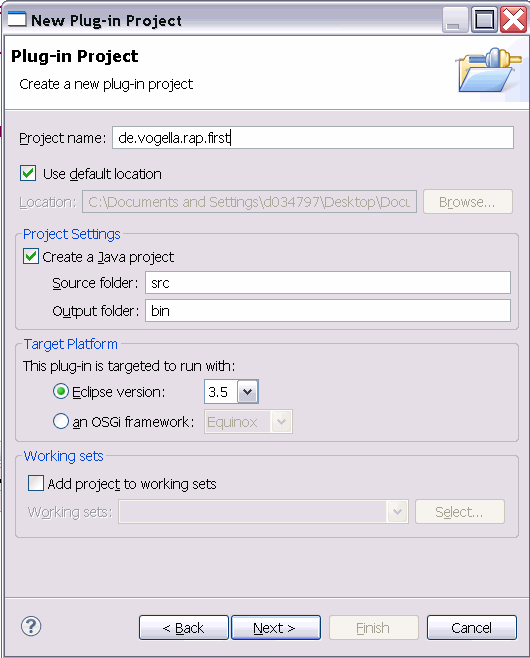 New Plug-in Project
Plug-in Project
Create a new plug-in project
Project name: de.vogella.rap.first
Use default location
Location: C:\Documents and Settings\d034797\Desktop\Docu Browse...
Project Settings
Create a Java project
Source folder: src
Output folder: bin
Target Platform
This plug-in is targeted to run with:
Eclipse version: 3.5
an OSGi framework: Equinox
Working sets
Add project to working sets
Working sets: Select...
? < Back Next > Finish Cancel